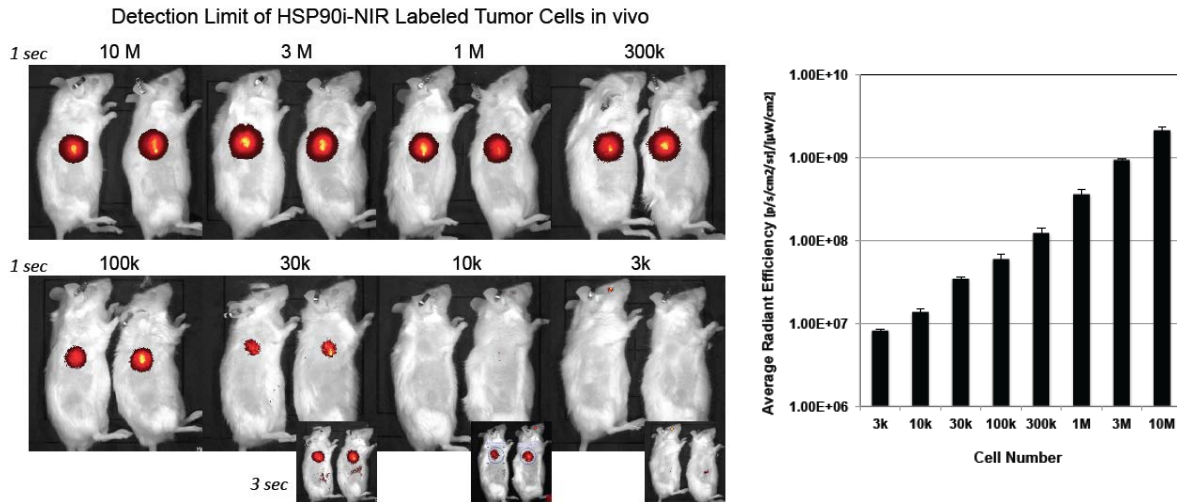 Detection Limit of HSP90i-NIR Labeled Tumor Cells in vivo
1 sec 10 M 3 M 1 M 300k
1 sec 100k 30k 10k 3k
3 sec
Average Radiant Efficiency [p/s/cm2/sr]/[µW/cm2]
1.00E+10
1.00E+09
1.00E+08
1.00E+07
1.00E+06
3k 10k 30k 100k 300k 1M 3M 10M
Cell Number